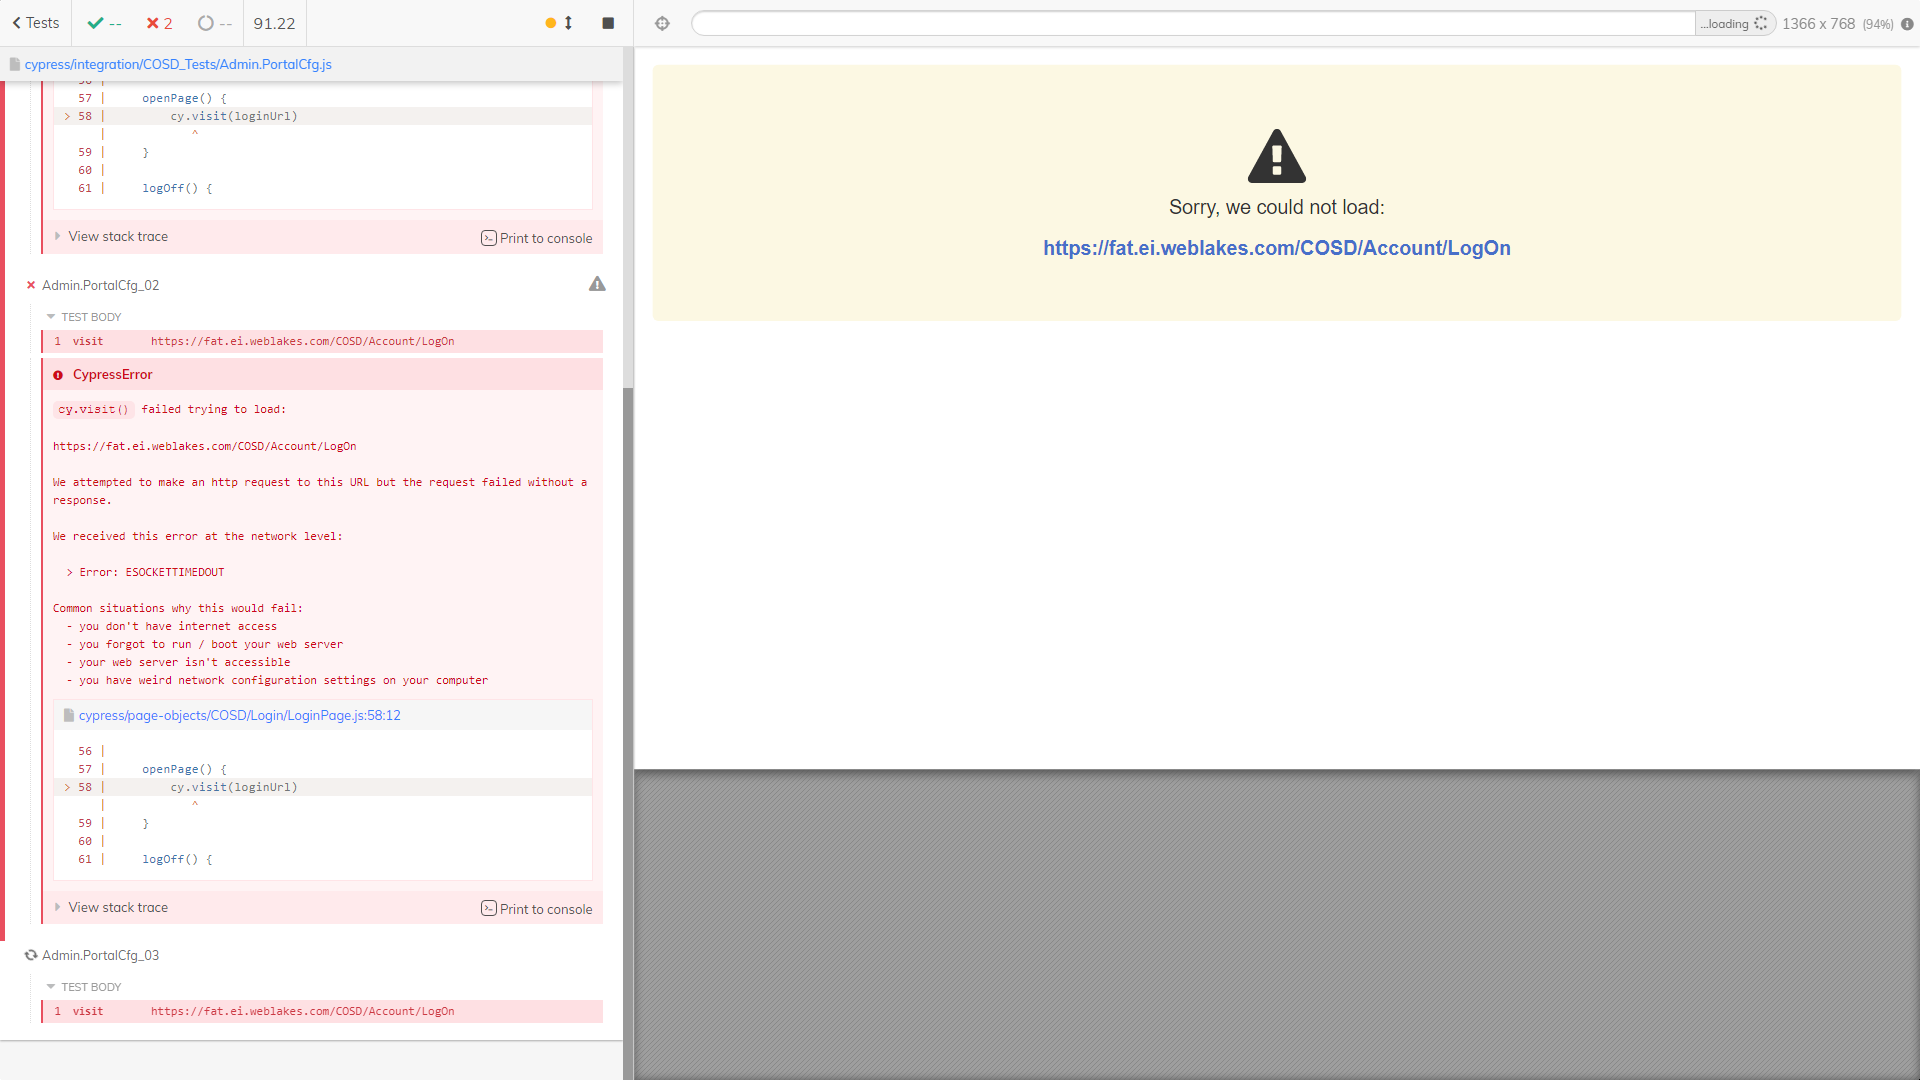 Tests
--
2
--
91.22
...loading
1366 x 768 (94%)
cypress/integration/COSD_Tests/Admin.PortalCfg.js
57 | openPage() {
> 58 | cy.visit(loginUrl)
| ^
59 | }
60 |
61 | logOff() {
View stack trace
Print to console
Admin.PortalCfg_02
TEST BODY
1 visit https://fat.ei.weblakes.com/COSD/Account/LogOn
CypressError
cy.visit() failed trying to load:
https://fat.ei.weblakes.com/COSD/Account/LogOn
We attempted to make an http request to this URL but the request failed without a
response.
We received this error at the network level:
> Error: ESOCKETTIMEDOUT
Common situations why this would fail:
- you don't have internet access
- you forgot to run / boot your web server
- your web server isn't accessible
- you have weird network configuration settings on your computer
cypress/page-objects/COSD/Login/LoginPage.js:58:12
56 |
57 | openPage() {
> 58 | cy.visit(loginUrl)
| ^
59 | }
60 |
61 | logOff() {
View stack trace
Print to console
Admin.PortalCfg_03
TEST BODY
1 visit https://fat.ei.weblakes.com/COSD/Account/LogOn
Sorry, we could not load:
https://fat.ei.weblakes.com/COSD/Account/LogOn